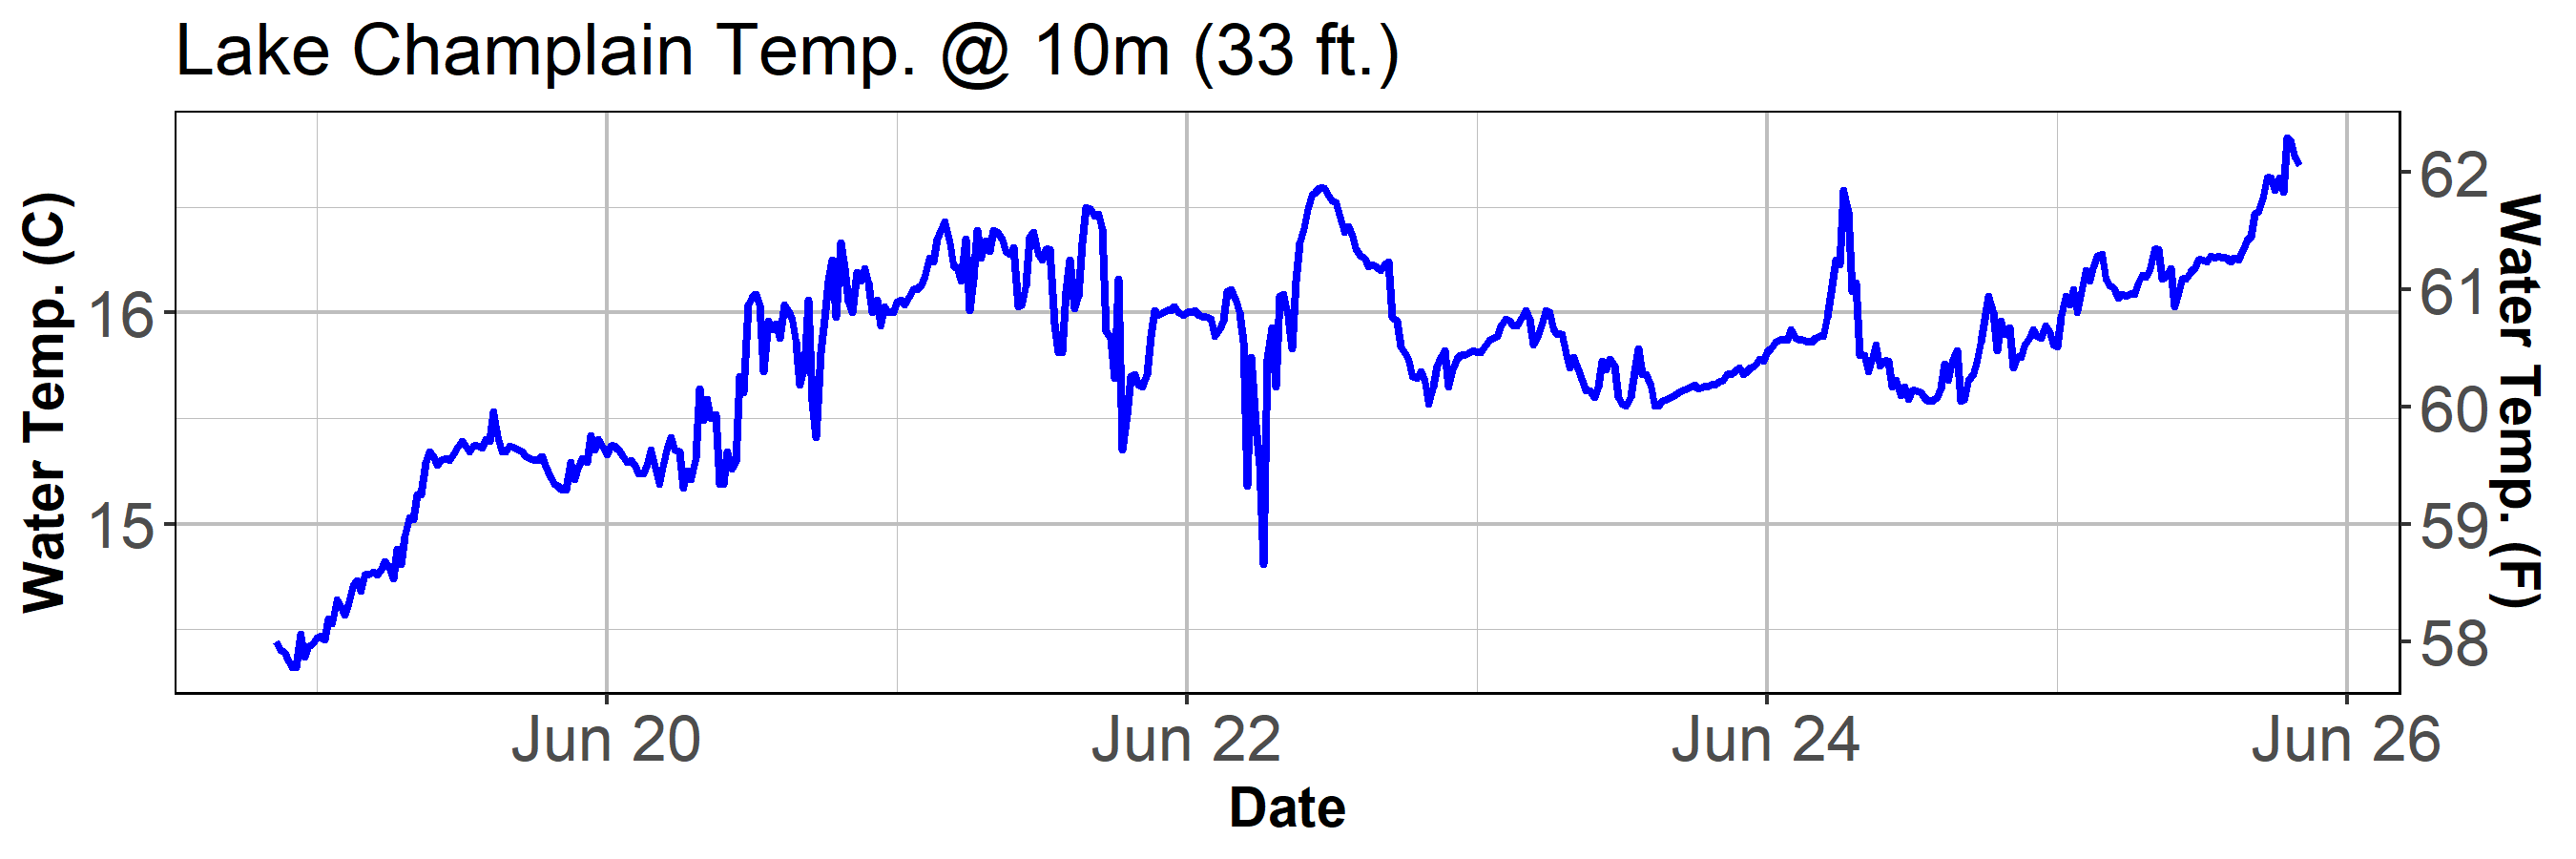 Lake Champlain Temp. @ 10m (33 ft.)
Water Temp. (C)
16
15
62
61
60
59
58
Water Temp. (F)
Jun 20 Jun 22 Jun 24 Jun 26
Date